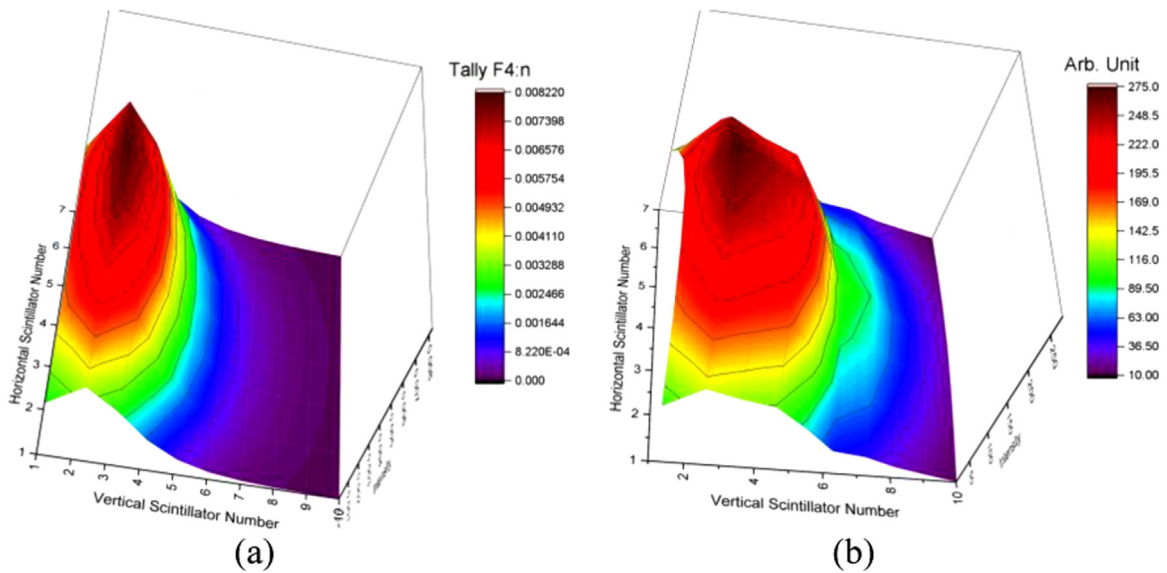 Tally F4:n
0.008220
0.007398
0.006576
0.005754
0.004932
0.004110
0.003288
0.002466
0.001644
8.220E-04
0.000
7
6
5
4
3
2
1
Horizontal Scintillator Number
1 2 3 4 5 6 7 8 9 10
Vertical Scintillator Number
Intensity
(a)
Arb. Unit
275.0
248.5
222.0
195.5
169.0
142.5
116.0
89.50
63.00
36.50
10.00
7
6
5
4
3
2
1
Horizontal Scintillator Number
2 4 6 8 10
Vertical Scintillator Number
Intensity
(b)